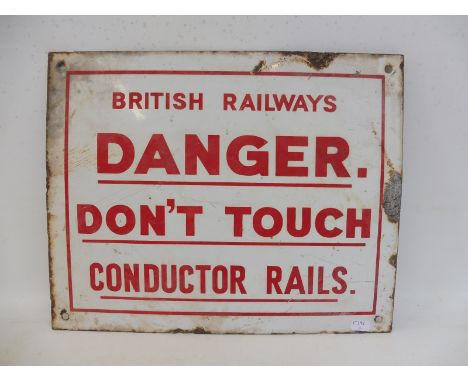 BRITISH RAILWAYS
DANGER.
DON'T TOUCH
CONDUCTOR RAILS.